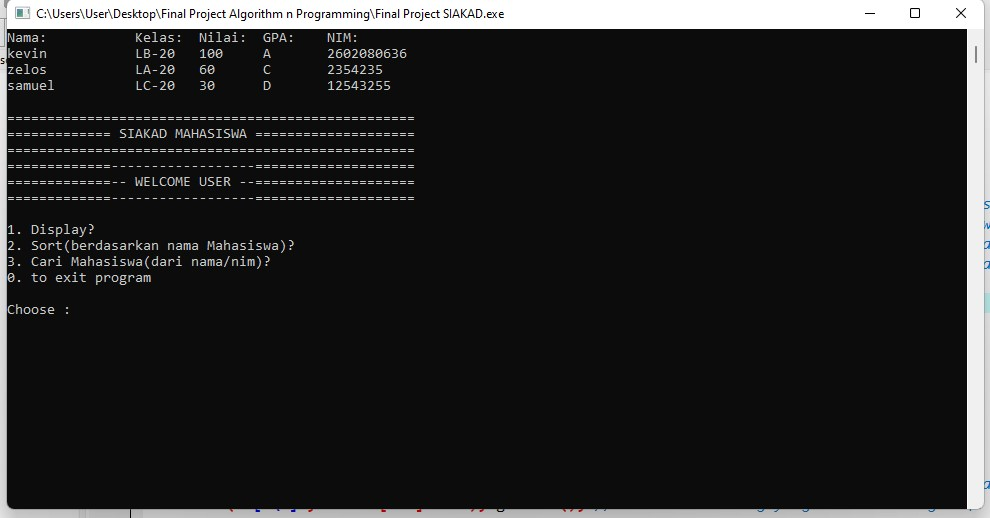 C:\Users\User\Desktop\Final Project Algorithm n Programming\Final Project SIAKAD.exe
Nama: Kelas: Nilai: GPA: NIM:
kevin LB-20 100 A 2602080636
zelos LA-20 60 C 2354235
samuel LC-20 30 D 12543255
===================================================
============= SIAKAD MAHASISWA ====================
===================================================
=============------------------====================
=============-- WELCOME USER --====================
=============------------------====================
1. Display?
2. Sort(berdasarkan nama Mahasiswa)?
3. Cari Mahasiswa(dari nama/nim)?
0. to exit program
Choose :